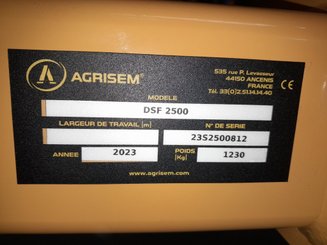 AGRISEM®
535 rue P. Levasseur
44150 ANCENIS
FRANCE
Tél. 33(0)2.51.14.14.40
CE
MODELE
DSF 2500
LARGEUR DE TRAVAIL (m)
N° DE SERIE
23S2500812
ANNEE 2023 POIDS (Kg) 1230
www.agrisem.com